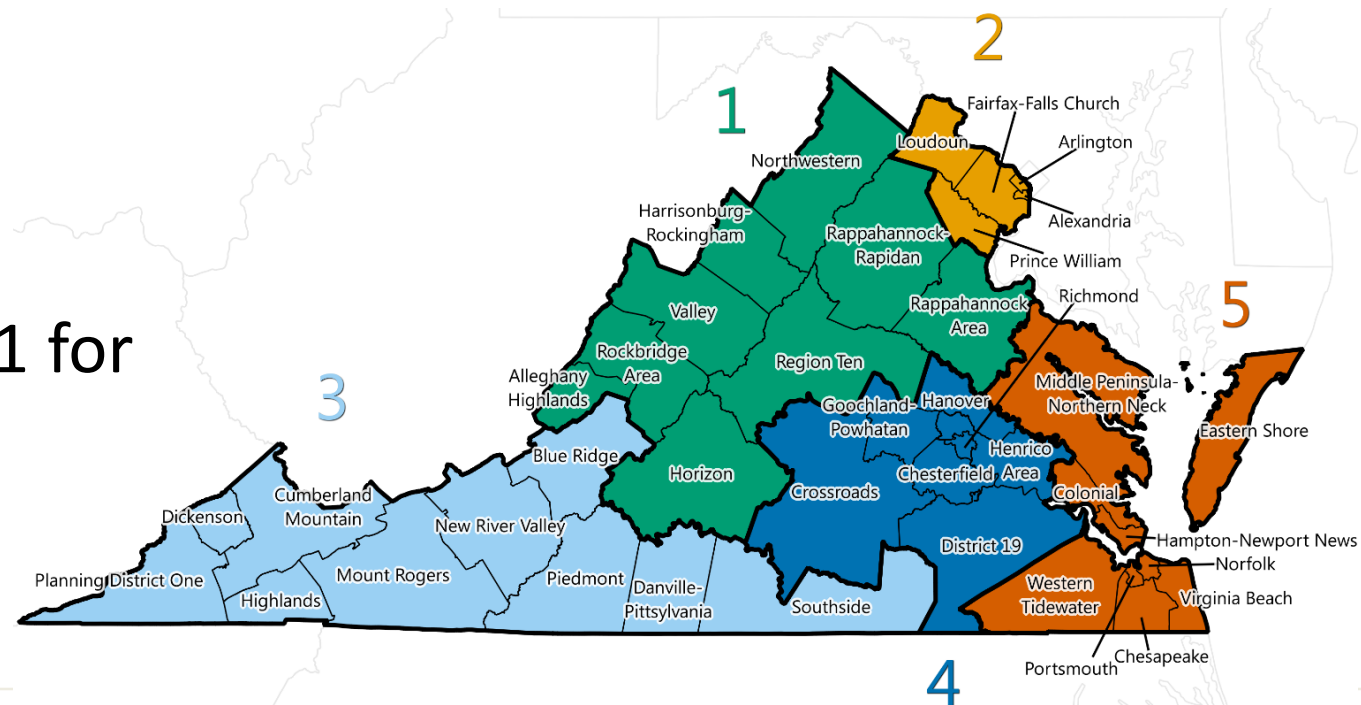 2
1
Fairfax-Falls Church
Loudoun
Arlington
Northwestern
Harrisonburg-
Rockingham
Alexandria
Rappahannock-
Rapidan
Prince William
Richmond
5
Valley
Rappahannock
Area
1 for
Rockbridge
Area
Region Ten
3
Alleghany
Highlands
Middle Peninsula-
Northern Neck
Goochland-
Powhatan
Hanover
Eastern Shore
Blue Ridge
Henrico
Area
Horizon
Chesterfield
Crossroads
Colonial
Cumberland
Mountain
Dickenson
New River Valley
Hampton-Newport News
District 19
Norfolk
Planning District One
Mount Rogers
Piedmont
Danville-
Pittsylvania
Western
Tidewater
Highlands
Southside
Virginia Beach
Portsmouth
Chesapeake
4